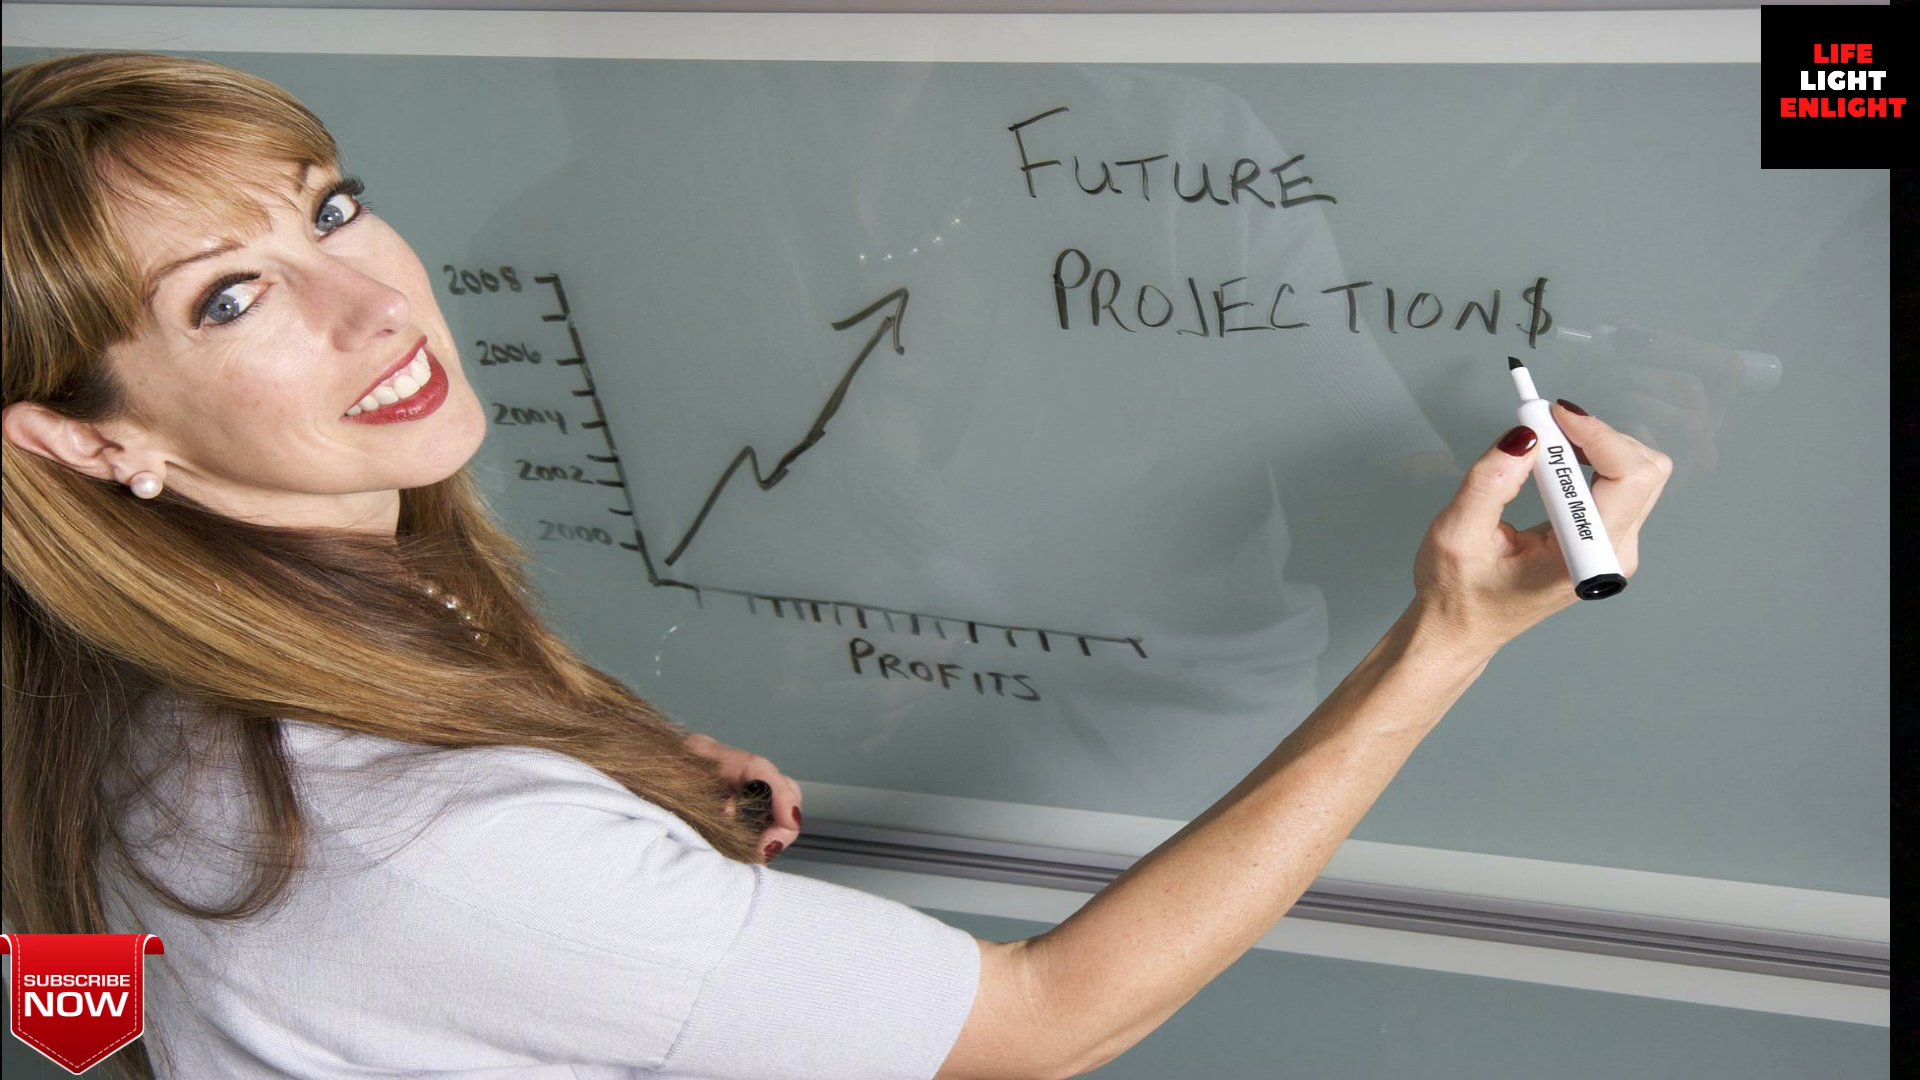 LIFE
LIGHT
ENLIGHT
FUTURE
PROJECTION$
2008
2006
2004
2002
2000
PROFITS
Dry Erase Marker
SUBSCRIBE
NOW